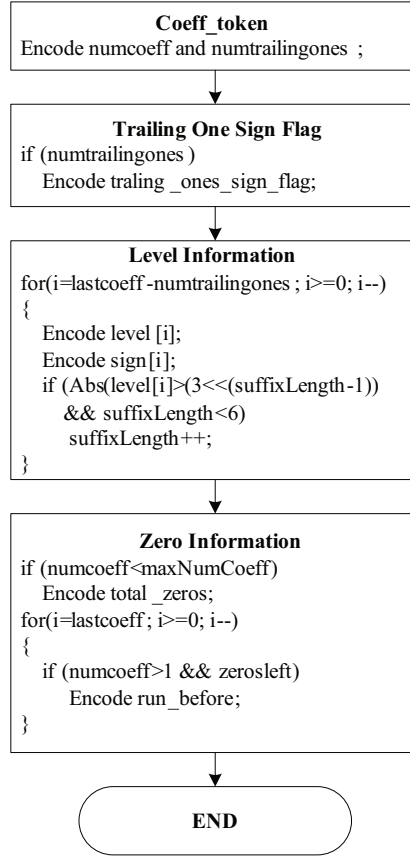 Coeff_token
Encode numcoeff and numtrailingones ;
Trailing One Sign Flag
if (numtrailingones)
Encode traling _ones_sign_flag;
Level Information
for(i=lastcoeff-numtrailingones; i>=0; i--)
{
Encode level [i];
Encode sign[i];
if (Abs(level[i]>(3<<(suffixLength-1))
&& suffixLength<6)
suffixLength++;
}
Zero Information
if (numcoeff<maxNumCoeff)
Encode total _zeros;
for(i=lastcoeff; i>=0; i--)
{
if (numcoeff>1 && zerosleft)
Encode run_before;
}
END